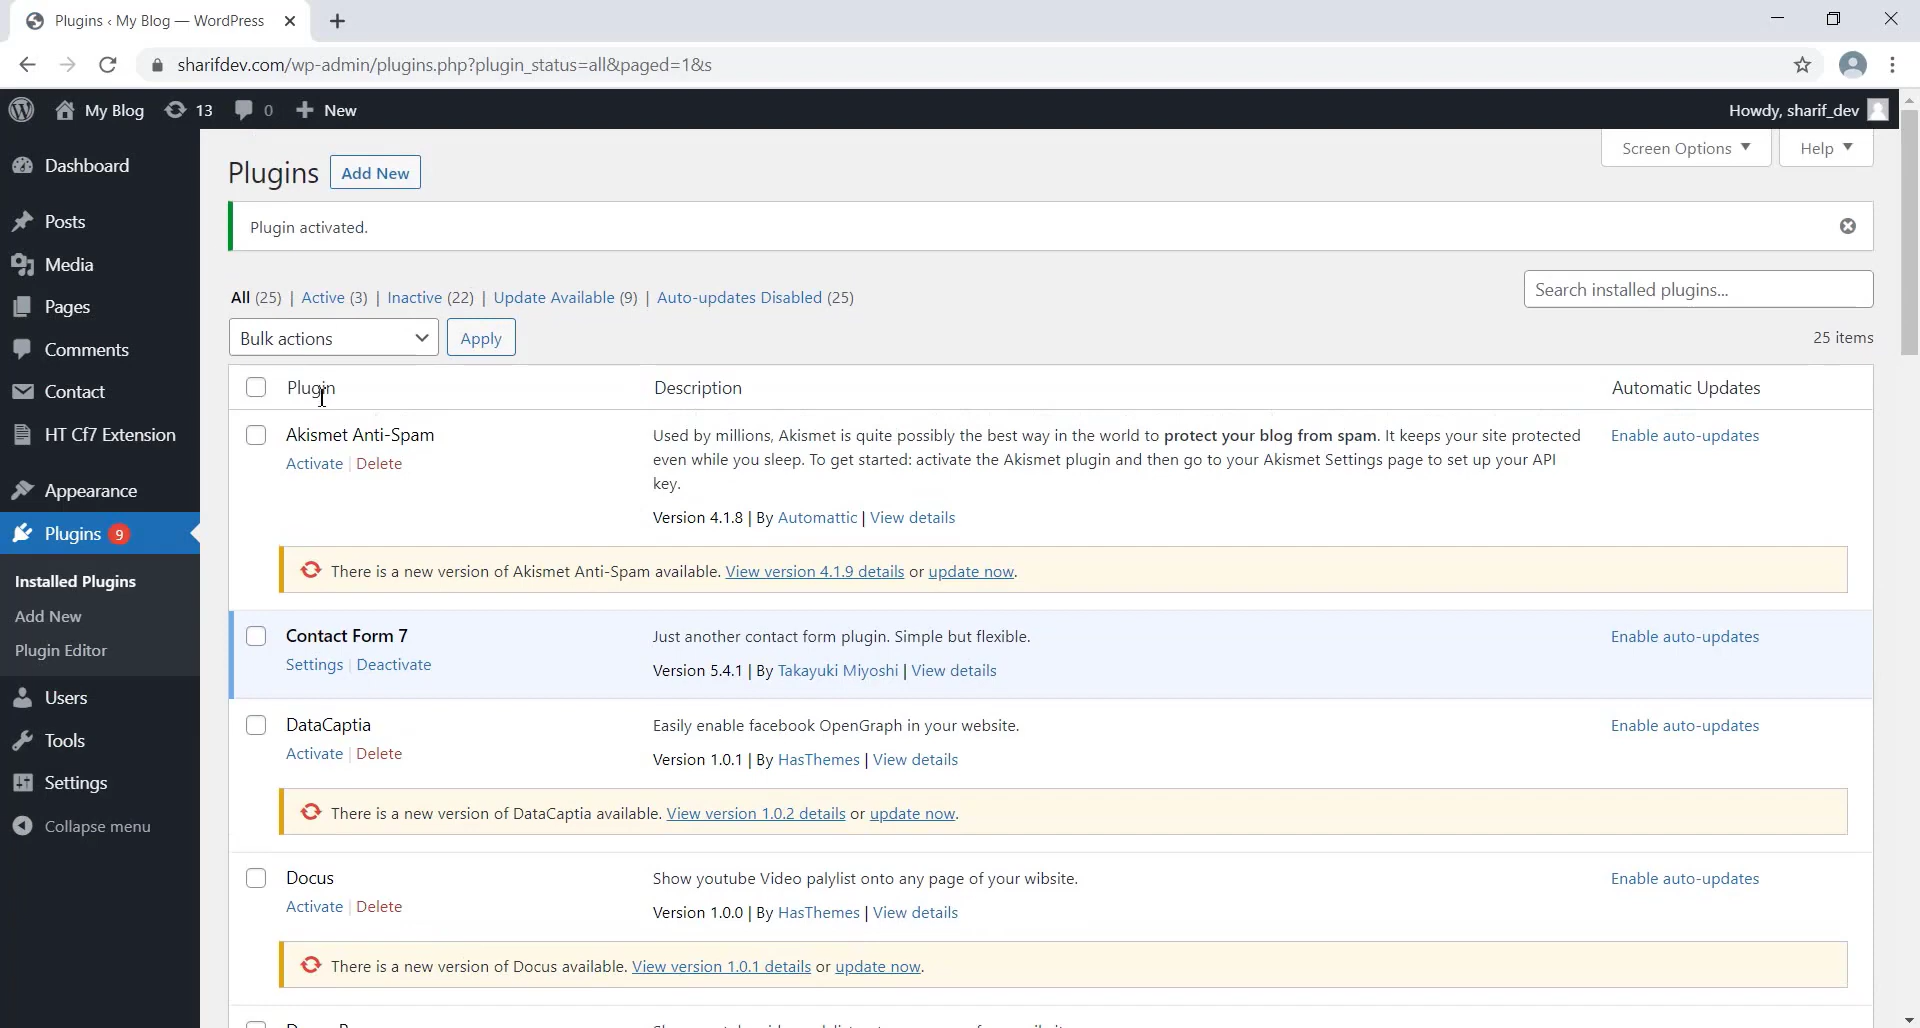 Plugins ‹ My Blog — WordPress
sharifdev.com/wp-admin/plugins.php?plugin_status=all&paged=1&s
My Blog 13 0 New
Howdy, sharif_dev
Dashboard
Posts
Media
Pages
Comments
Contact
HT Cf7 Extension
Appearance
Plugins 9
Installed Plugins
Add New
Plugin Editor
Users
Tools
Settings
Collapse menu
Screen Options
Help
Plugins
Add New
Plugin activated.
All (25) | Active (3) | Inactive (22) | Update Available (9) | Auto-updates Disabled (25)
Search installed plugins...
Bulk actions
Apply
25 items
Plugin
Description
Automatic Updates
Akismet Anti-Spam
Activate | Delete
Used by millions, Akismet is quite possibly the best way in the world to protect your blog from spam. It keeps your site protected
even while you sleep. To get started: activate the Akismet plugin and then go to your Akismet Settings page to set up your API
key.
Version 4.1.8 | By Automattic | View details
Enable auto-updates
There is a new version of Akismet Anti-Spam available. View version 4.1.9 details or update now.
Contact Form 7
Settings | Deactivate
Just another contact form plugin. Simple but flexible.
Version 5.4.1 | By Takayuki Miyoshi | View details
Enable auto-updates
DataCaptia
Activate | Delete
Easily enable facebook OpenGraph in your website.
Version 1.0.1 | By HasThemes | View details
Enable auto-updates
There is a new version of DataCaptia available. View version 1.0.2 details or update now.
Docus
Activate | Delete
Show youtube Video palylist onto any page of your wibsite.
Version 1.0.0 | By HasThemes | View details
Enable auto-updates
There is a new version of Docus available. View version 1.0.1 details or update now.